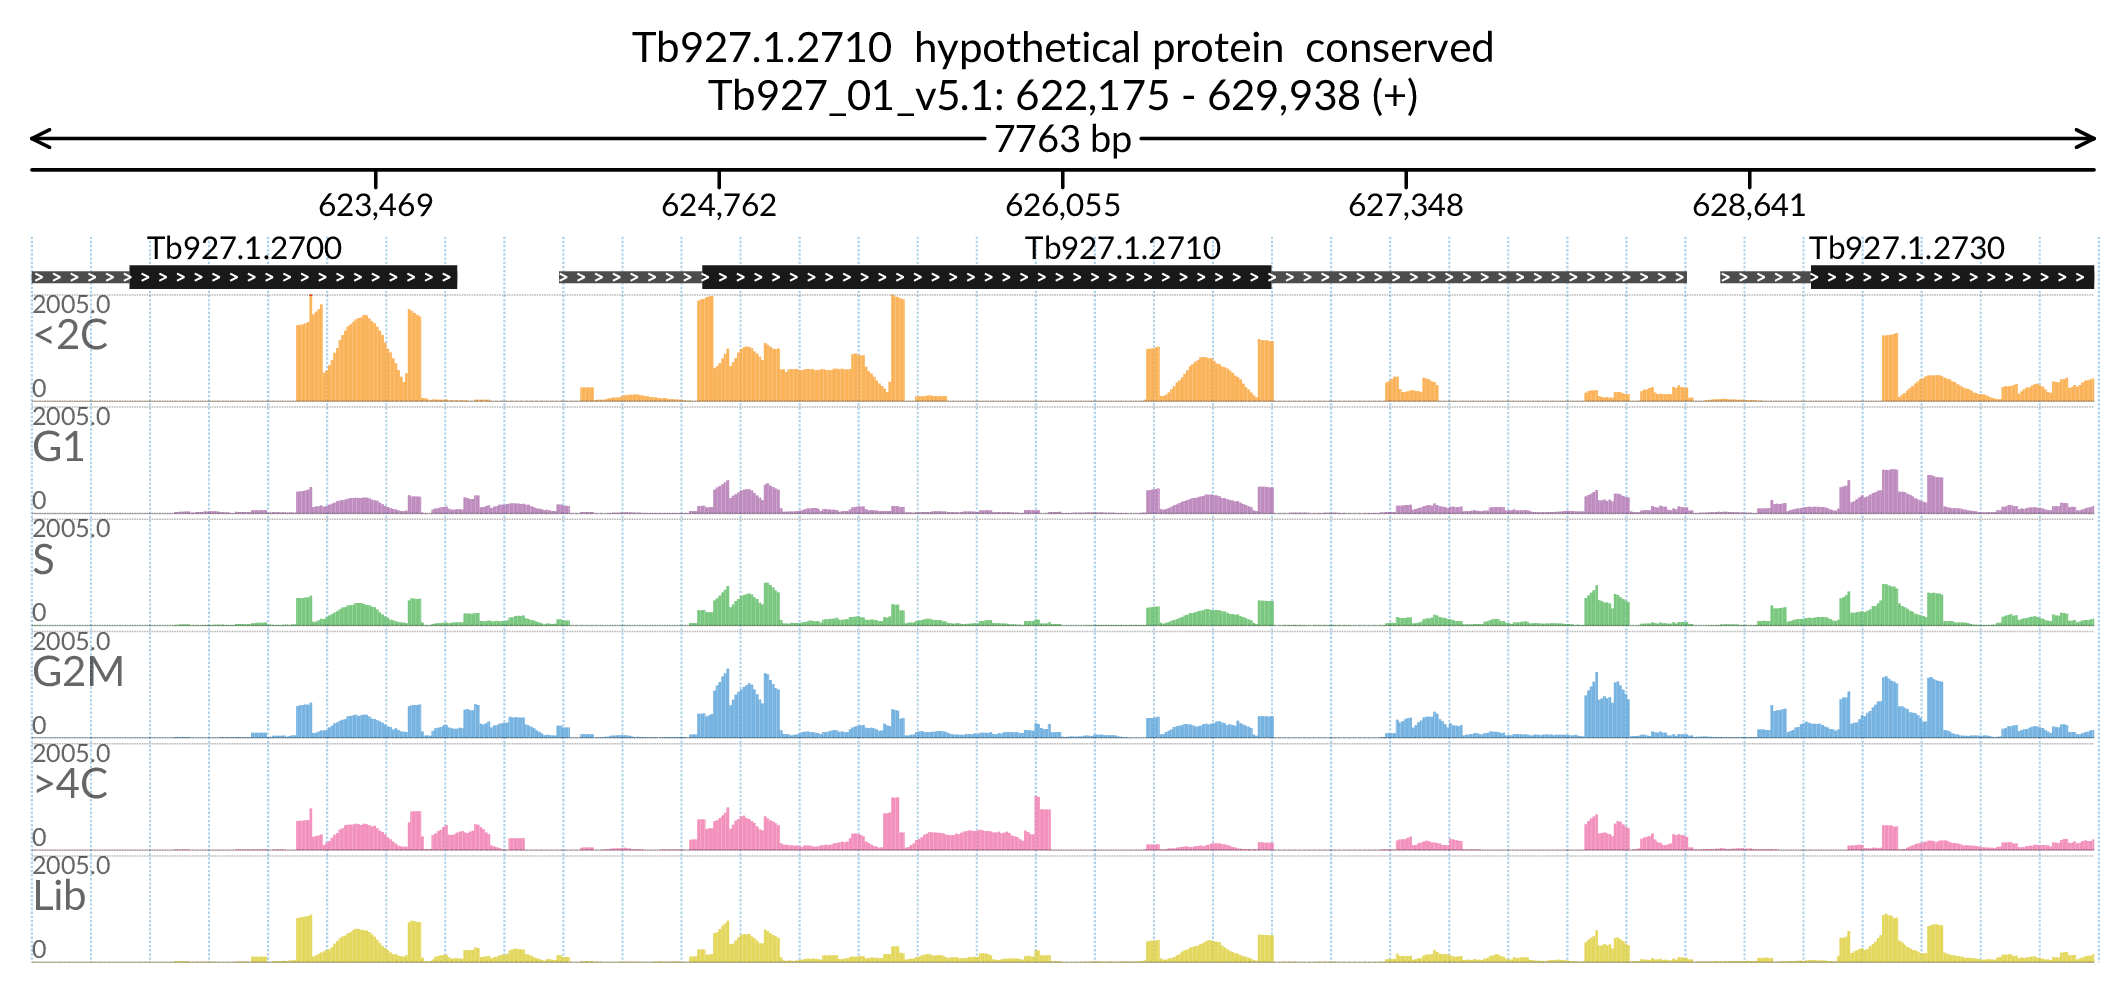 Tb927.1.2710  hypothetical protein  conserved
Tb927_01_v5.1: 622,175 - 629,938 (+)
7763 bp
623,469 624,762 626,055 627,348 628,641
Tb927.1.2700 Tb927.1.2710 Tb927.1.2730
2005.0
<2C
0
2005.0
G1
0
2005.0
S
0
2005.0
G2M
0
2005.0
>4C
0
2005.0
Lib
0